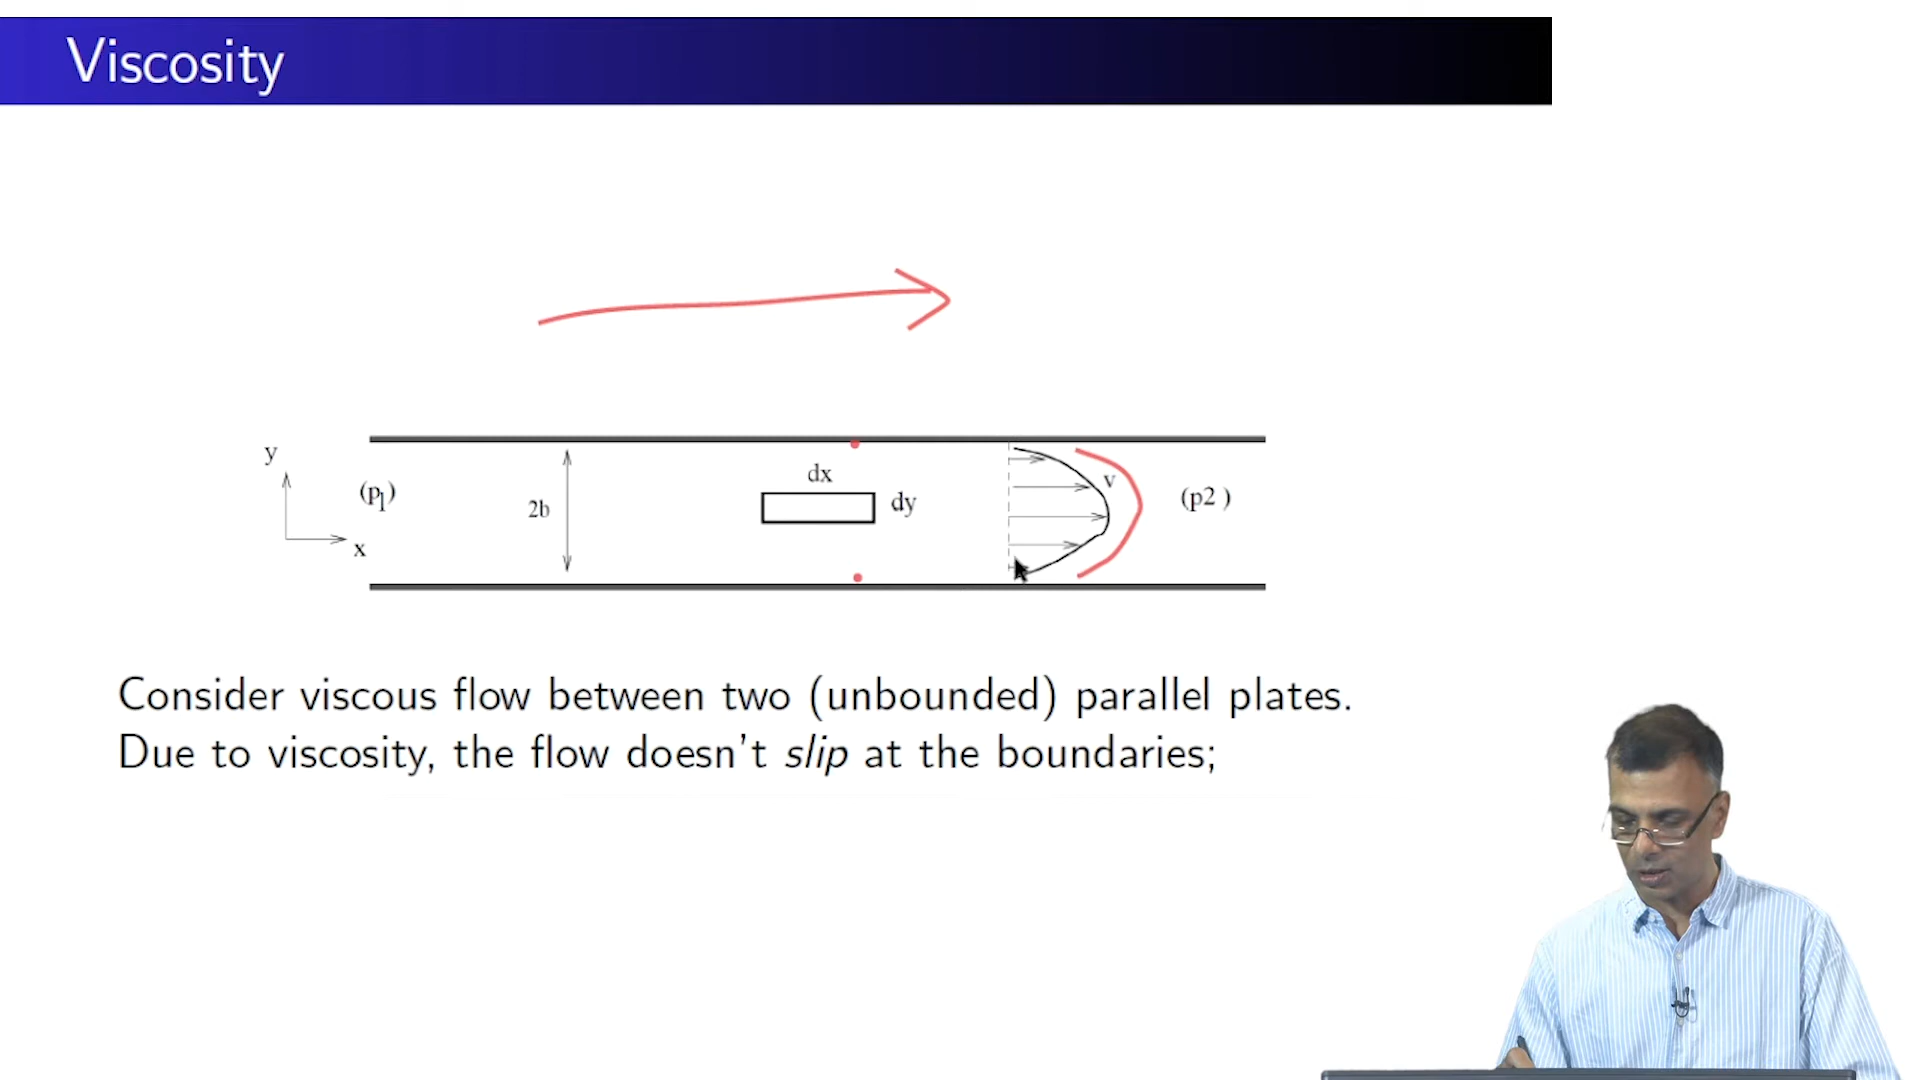 Viscosity
y
x
(p1)
2b
dx
dy
v
(p2 )
Consider viscous flow between two (unbounded) parallel plates.
Due to viscosity, the flow doesn't slip at the boundaries;